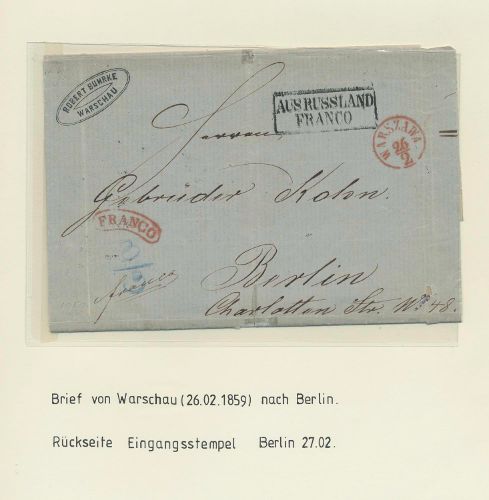 ROBERT BUHRKE
WARSCHAU
AUS RUSSLAND
FRANCO
WARSZAWA
26/2
Herren
Gebrüder Kohn.
FRANCO
franco
Berlin
Charlotten Str. No 48.
Brief von Warschau (26.02.1859) nach Berlin.
Rückseite Eingangsstempel Berlin 27.02.